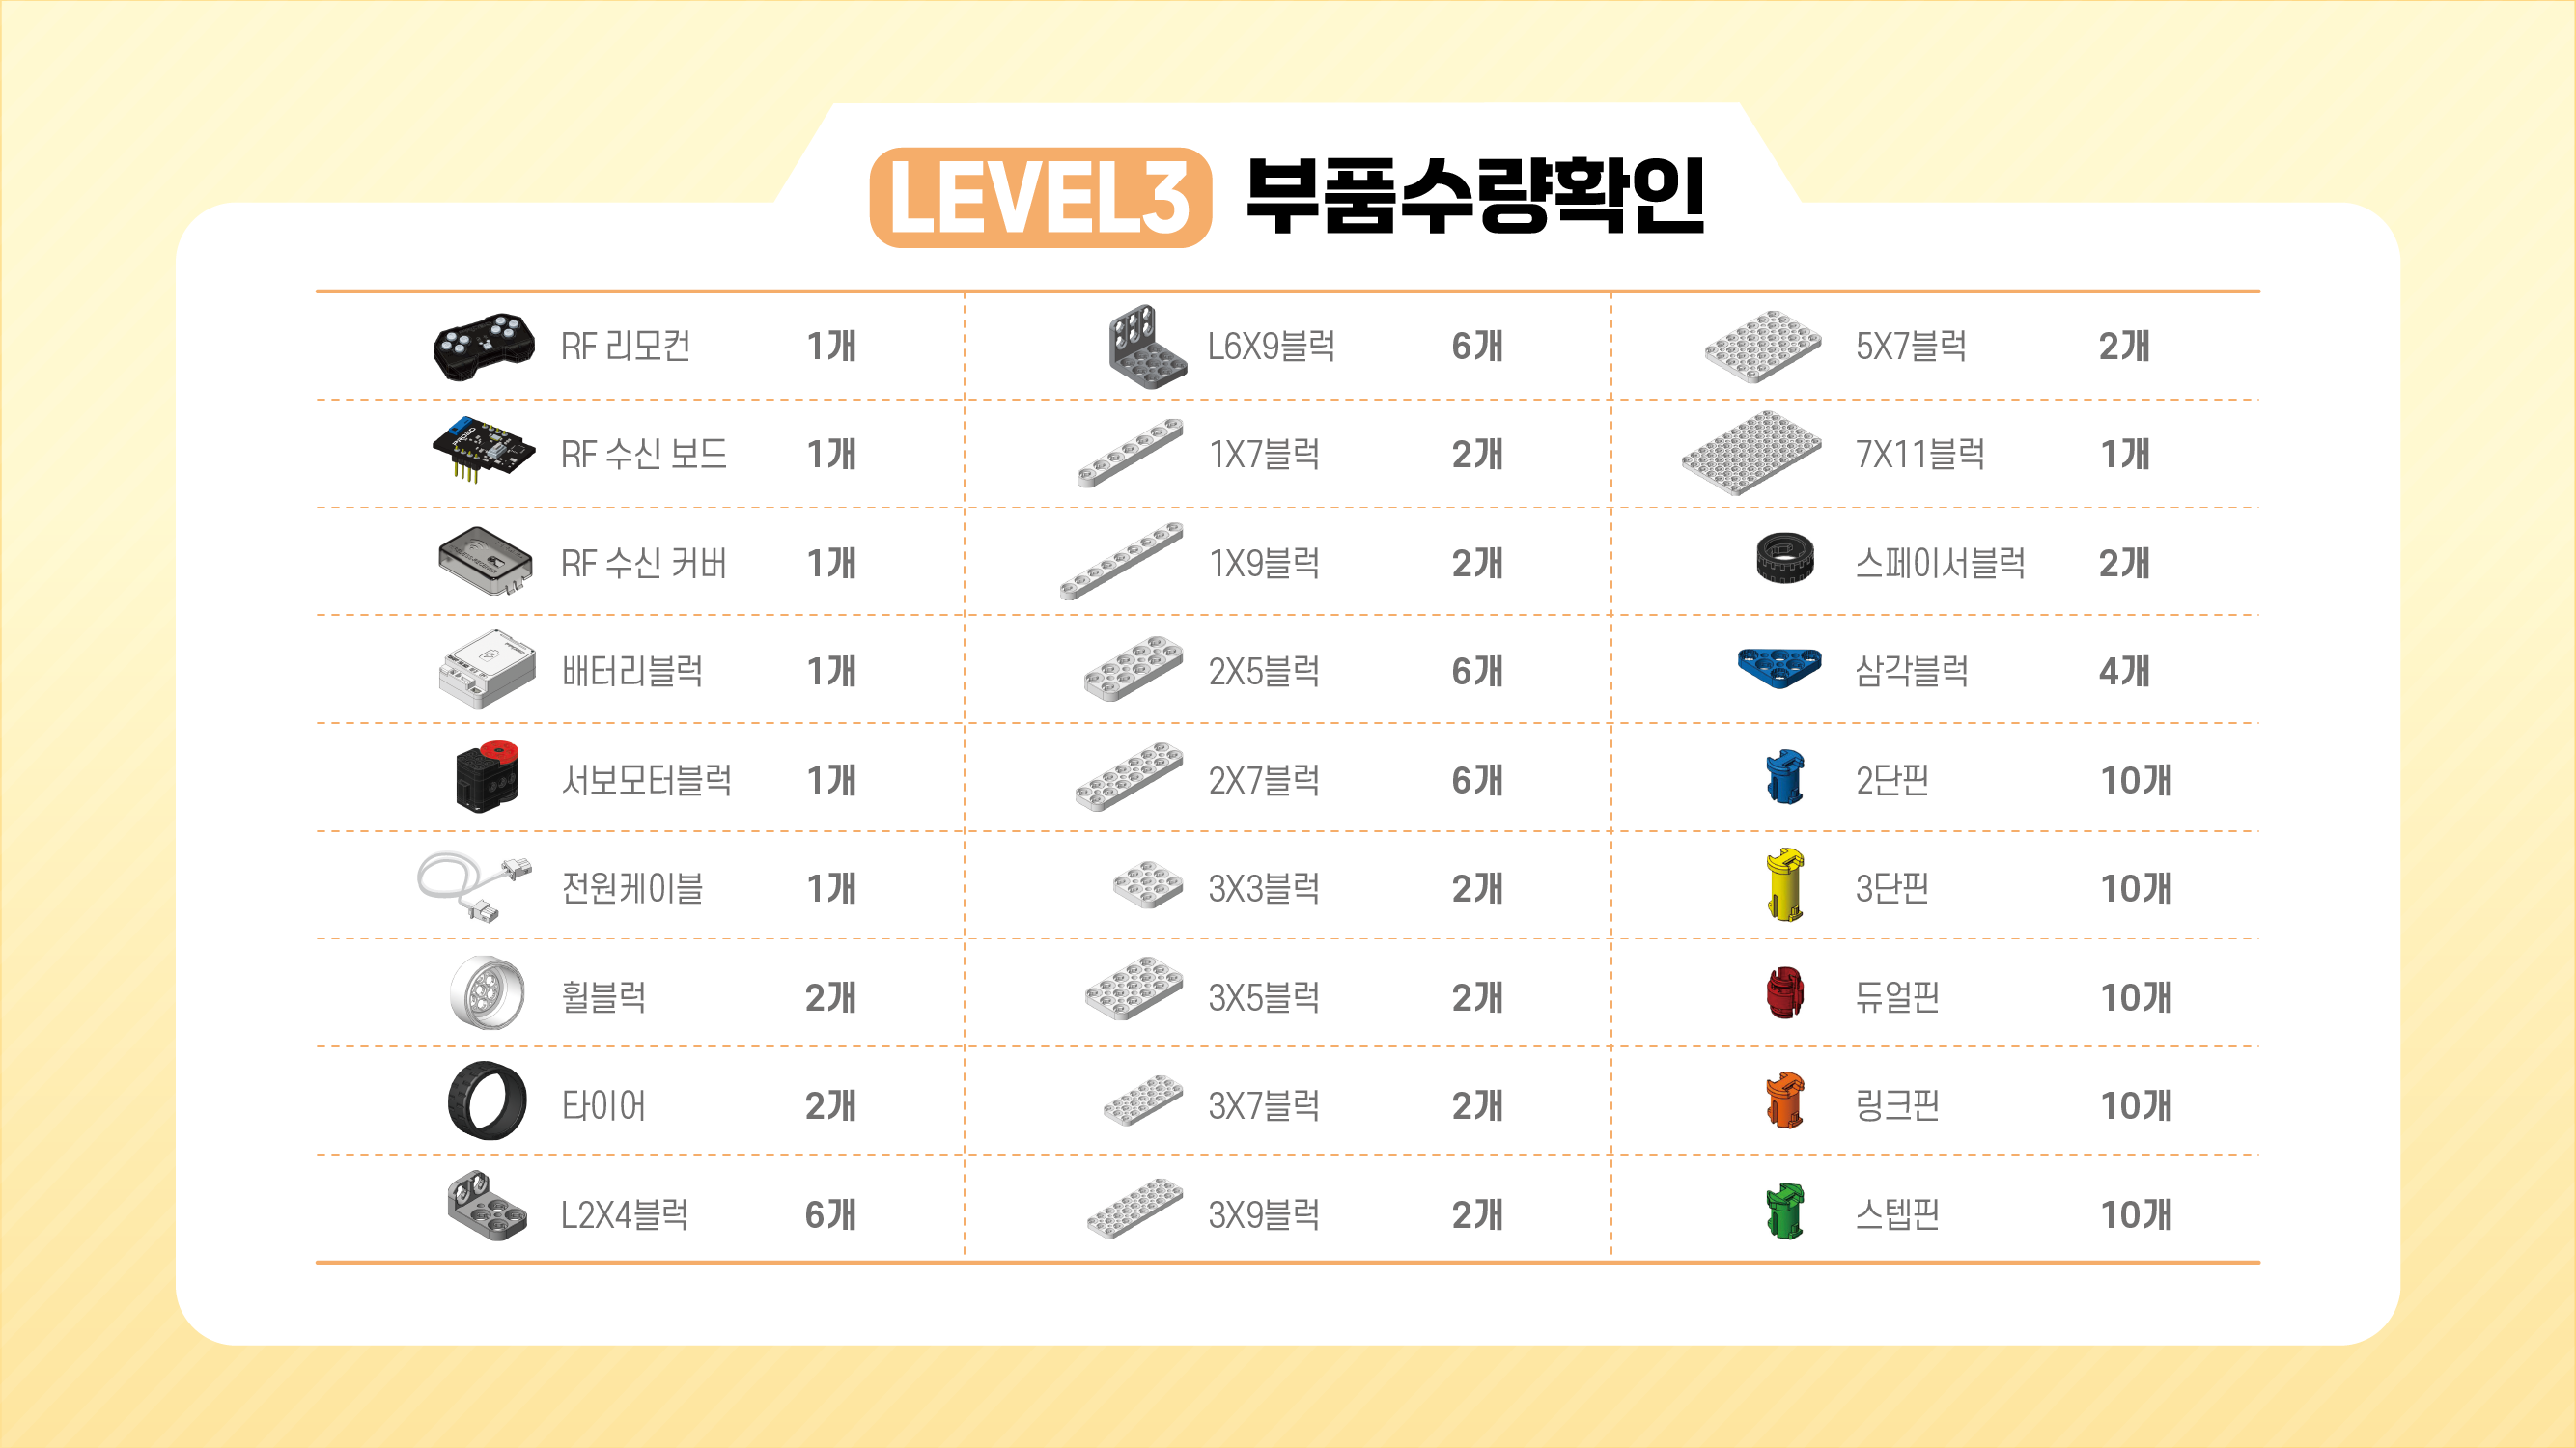 LEVEL3 부품수량확인
RF 리모컨 1개 L6X9블럭 6개 5X7블럭 2개
RF 수신 보드 1개 1X7블럭 2개 7X11블럭 1개
RF 수신 커버 1개 1X9블럭 2개 스페이서블럭 2개
배터리블럭 1개 2X5블럭 6개 삼각블럭 4개
서보모터블럭 1개 2X7블럭 6개 2단핀 10개
전원케이블 1개 3X3블럭 2개 3단핀 10개
휠블럭 2개 3X5블럭 2개 듀얼핀 10개
타이어 2개 3X7블럭 2개 링크핀 10개
L2X4블럭 6개 3X9블럭 2개 스텝핀 10개